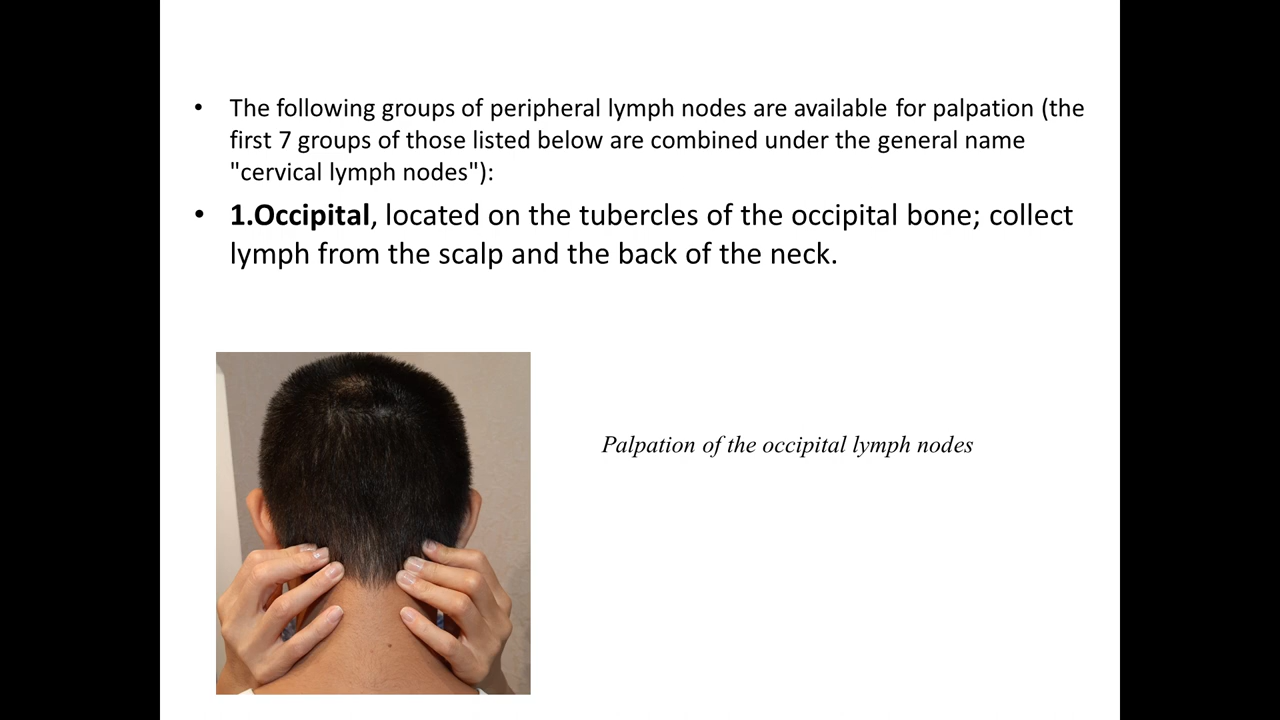 • The following groups of peripheral lymph nodes are available for palpation (the
first 7 groups of those listed below are combined under the general name
"cervical lymph nodes"):
• 1.Occipital, located on the tubercles of the occipital bone; collect
lymph from the scalp and the back of the neck.
Palpation of the occipital lymph nodes